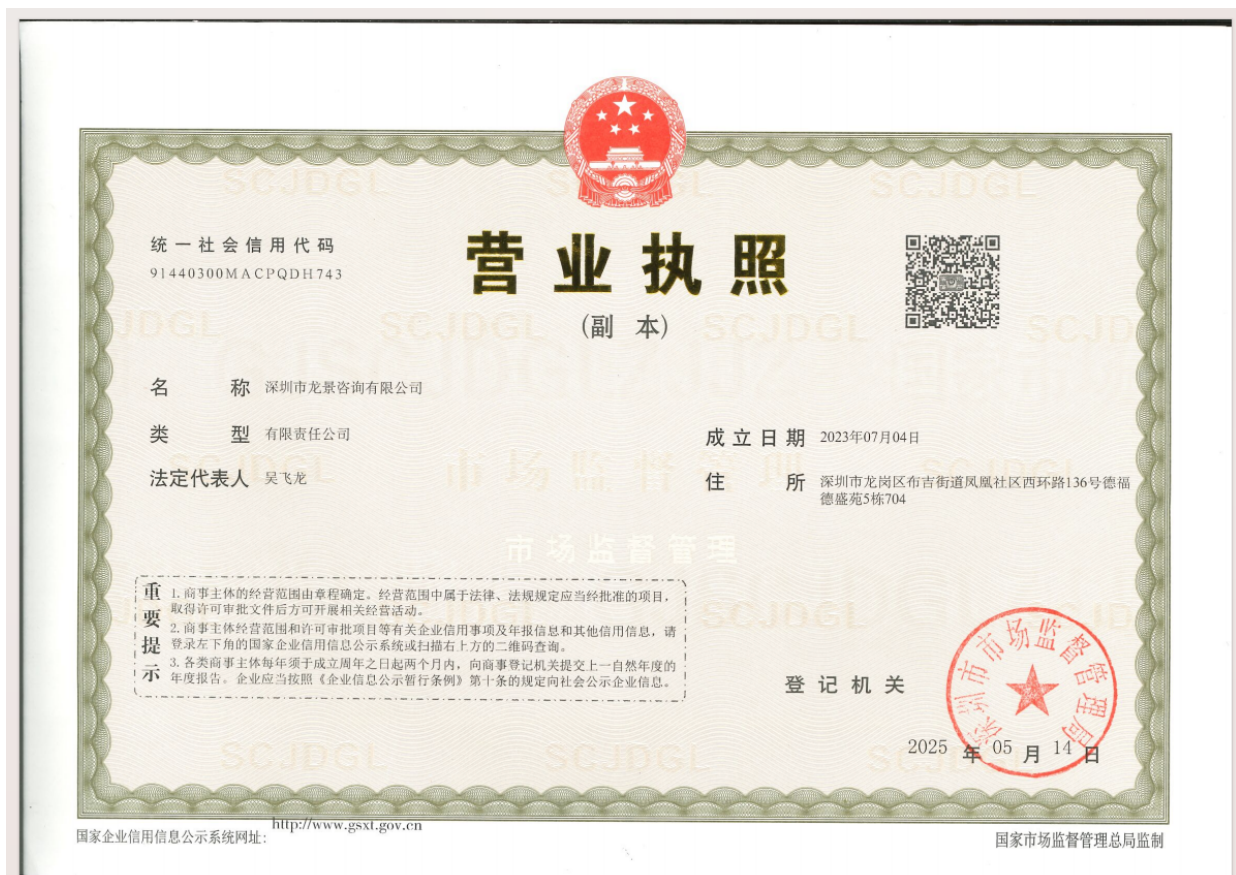 统一社会信用代码
91440300MACPQDH743
营业执照
(副 本)
名 称 深圳市龙景咨询有限公司
类 型 有限责任公司
法定代表人 吴飞龙
成立日期 2023年07月04日
住 所 深圳市龙岗区布吉街道凤凰社区西环路136号德福
德盛苑5栋704
市场监督管理
重要提示
1. 商事主体的经营范围由章程确定。经营范围中属于法律、法规规定应当经批准的项目，
取得许可审批文件后方可开展相关经营活动。
2. 商事主体经营范围和许可审批项目等有关企业信用事项及年报信息和其他信用信息，请
登录左下角的国家企业信用信息公示系统或扫描右上方的二维码查询。
3. 各类商事主体每年须于成立周年之日起两个月内，向商事登记机关提交上一自然年度的
年度报告。企业应当按照《企业信息公示暂行条例》第十条的规定向社会公示企业信息。
登记机关
深圳市市场监督管理局
2025 年 05 月 14 日
国家企业信用信息公示系统网址：
http://www.gsxt.gov.cn
国家市场监督管理总局监制
SCJDGL